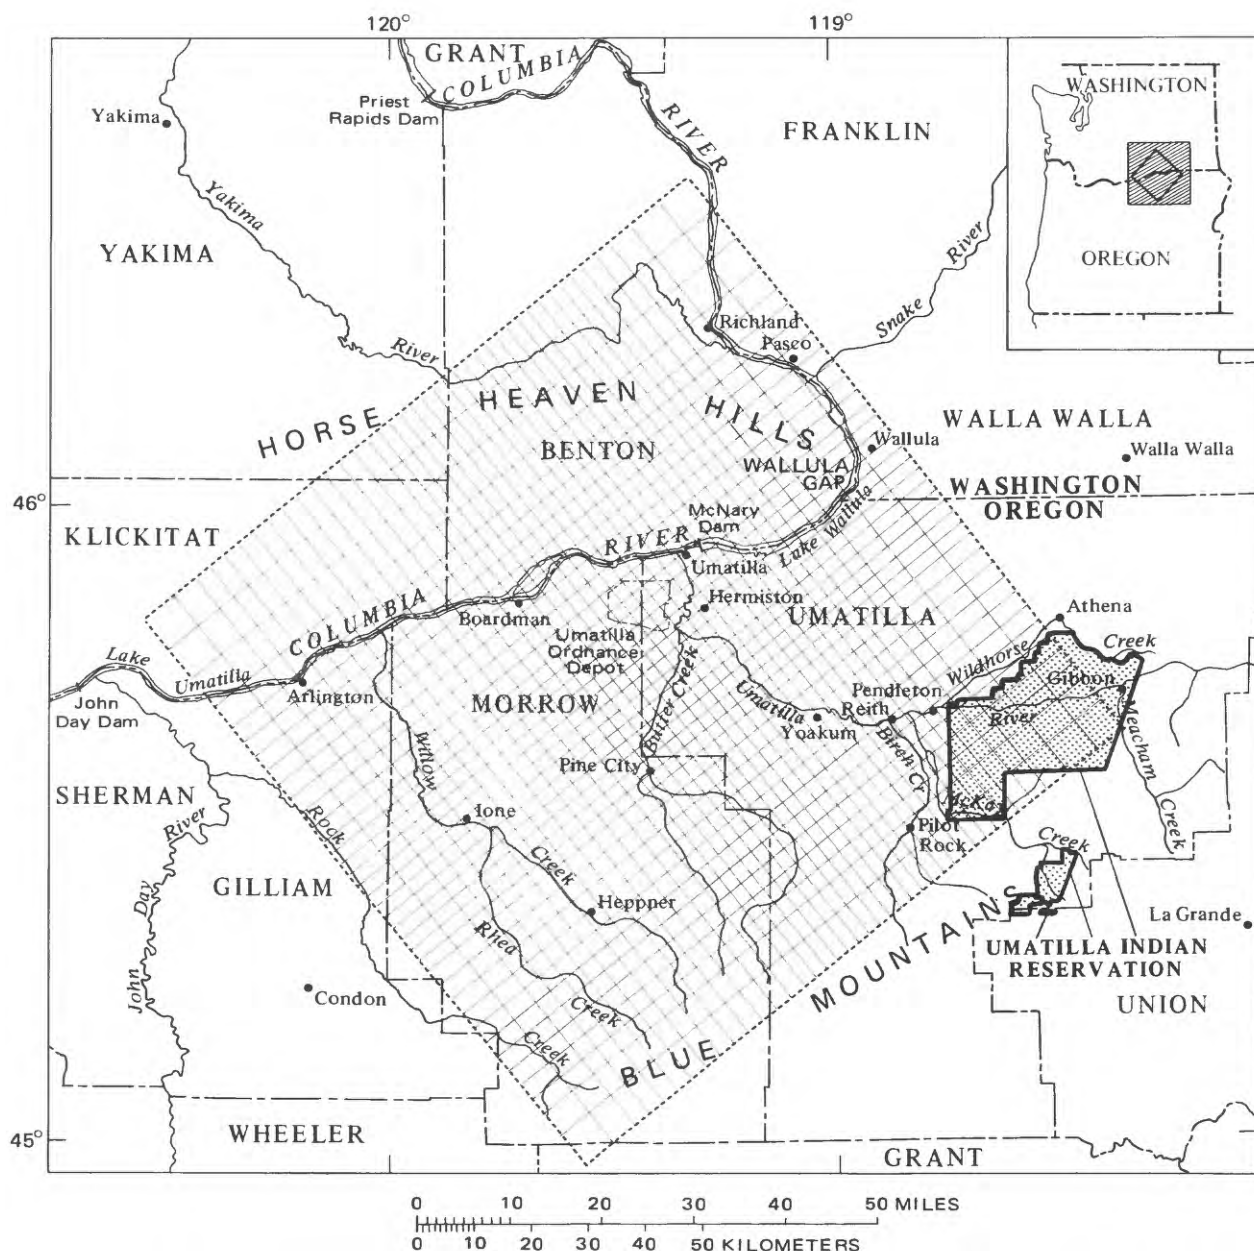 120°
119°
GRANT
COLUMBIA
RIVER
Priest
Rapids Dam
Yakima
FRANKLIN
WASHINGTON
OREGON
Yakima
River
YAKIMA
Snake
River
Richland
Pasco
HORSE HEAVEN HILLS
BENTON
WALLULA
GAP
Wallula
WALLA WALLA
Walla Walla
WASHINGTON
OREGON
46°
KLICKITAT
McNary
Dam
Lake Wallula
COLUMBIA RIVER
Umatilla
Hermiston
UMATILLA
Boardman
Umatilla
Ordnance
Depot
Athena
Wildhorse Creek
Gibbon
Lake Umatilla
Arlington
John
Day Dam
MORROW
Butter Creek
Umatilla River
Pendleton
Reith
Yoakum
Birch Cr
Meacham Creek
Pine City
McKay Creek
Pilot
Rock
SHERMAN
Willow Creek
Ione
Rock Creek
GILLIAM
Heppner
Rhea Creek
John Day River
Condon
La Grande
UMATILLA INDIAN
RESERVATION
UNION
BLUE MOUNTAIN
45°
WHEELER
GRANT
0 10 20 30 40 50 MILES
0 10 20 30 40 50 KILOMETERS